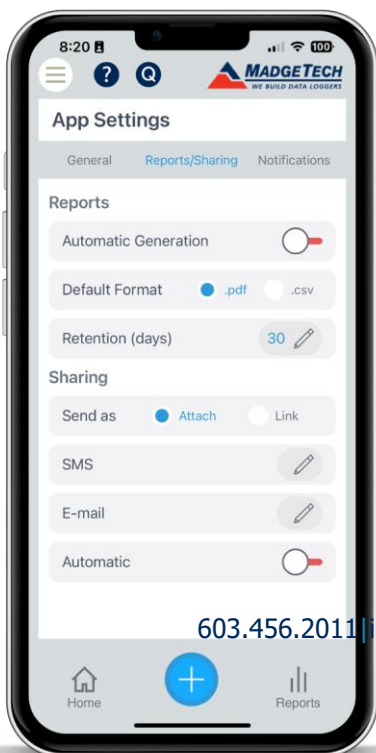 8:20 100
? Q MADGETECH
WE BUILD DATA LOGGERS
App Settings
General Reports/Sharing Notifications
Reports
Automatic Generation
Default Format .pdf .csv
Retention (days) 30
Sharing
Send as Attach Link
SMS
E-mail
Automatic
603.456.2011|i
Home + Reports